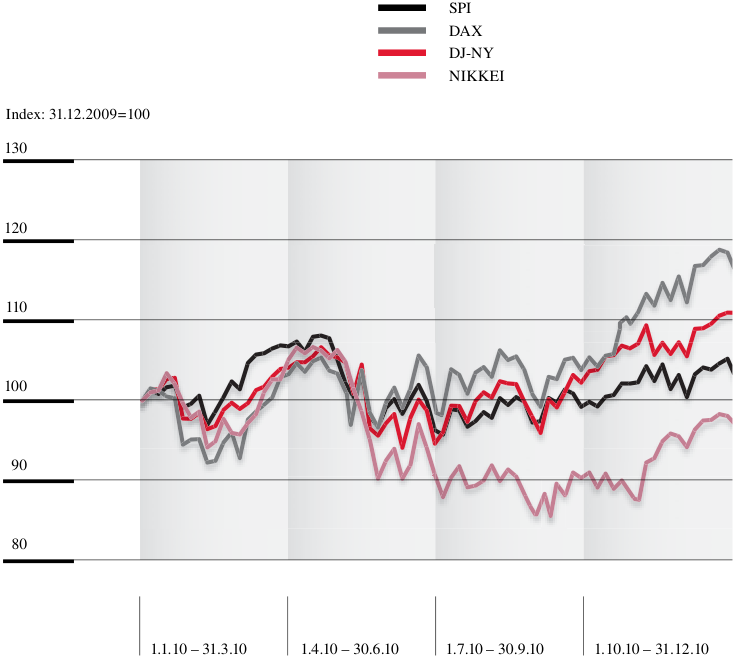 SPI
DAX
DJ-NY
NIKKEI
Index: 31.12.2009=100
130
120
110
100
90
80
1.1.10 – 31.3.10
1.4.10 – 30.6.10
1.7.10 – 30.9.10
1.10.10 – 31.12.10